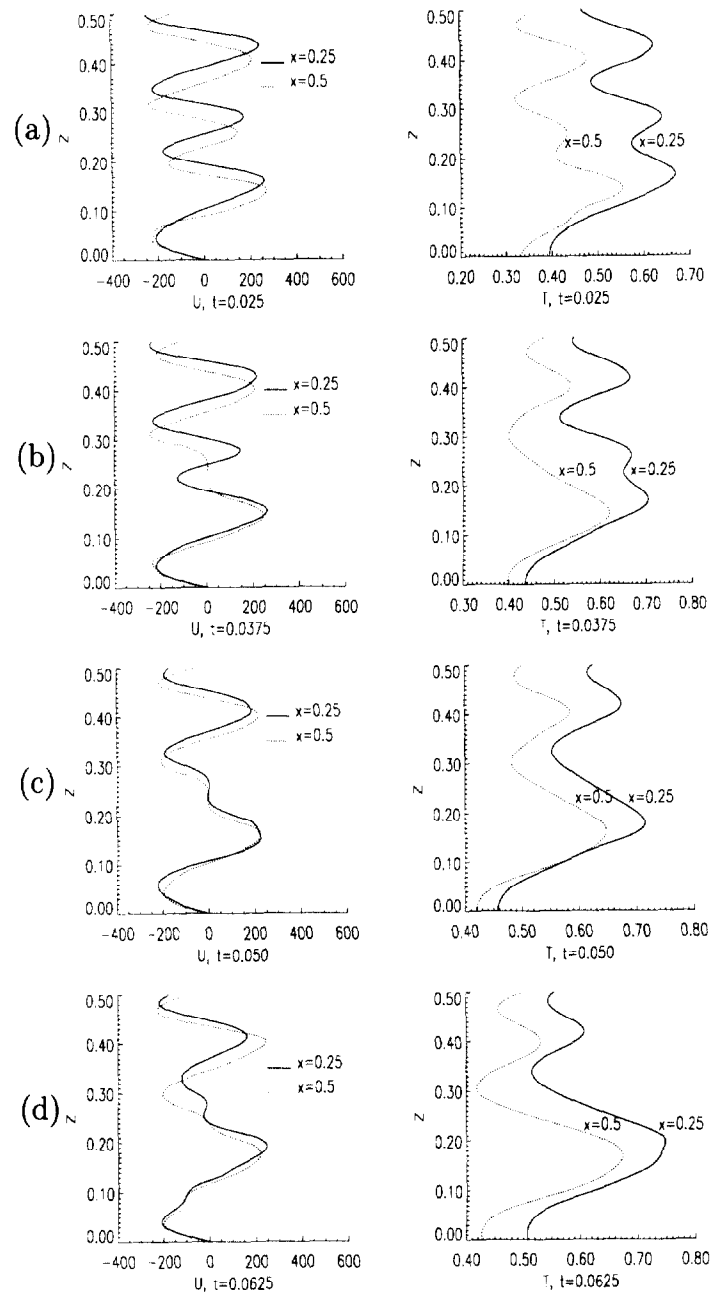 (a)
Z
0.50
0.40
0.30
0.20
0.10
0.00
-400 -200 0 200 400 600
U, t=0.025
x=0.25
x=0.5
Z
0.50
0.40
0.30
0.20
0.10
0.00
0.20 0.30 0.40 0.50 0.60 0.70
T, t=0.025
x=0.5 x=0.25
(b)
Z
0.50
0.40
0.30
0.20
0.10
0.00
-400 -200 0 200 400 600
U, t=0.0375
x=0.25
x=0.5
Z
0.50
0.40
0.30
0.20
0.10
0.00
0.30 0.40 0.50 0.60 0.70 0.80
T, t=0.0375
x=0.5 x=0.25
(c)
Z
0.50
0.40
0.30
0.20
0.10
0.00
-400 -200 0 200 400 600
U, t=0.050
x=0.25
x=0.5
Z
0.50
0.40
0.30
0.20
0.10
0.00
0.40 0.50 0.60 0.70 0.80
T, t=0.050
x=0.5 x=0.25
(d)
Z
0.50
0.40
0.30
0.20
0.10
0.00
-400 -200 0 200 400 600
U, t=0.0625
x=0.25
x=0.5
Z
0.50
0.40
0.30
0.20
0.10
0.00
0.40 0.50 0.60 0.70 0.80
T, t=0.0625
x=0.5 x=0.25